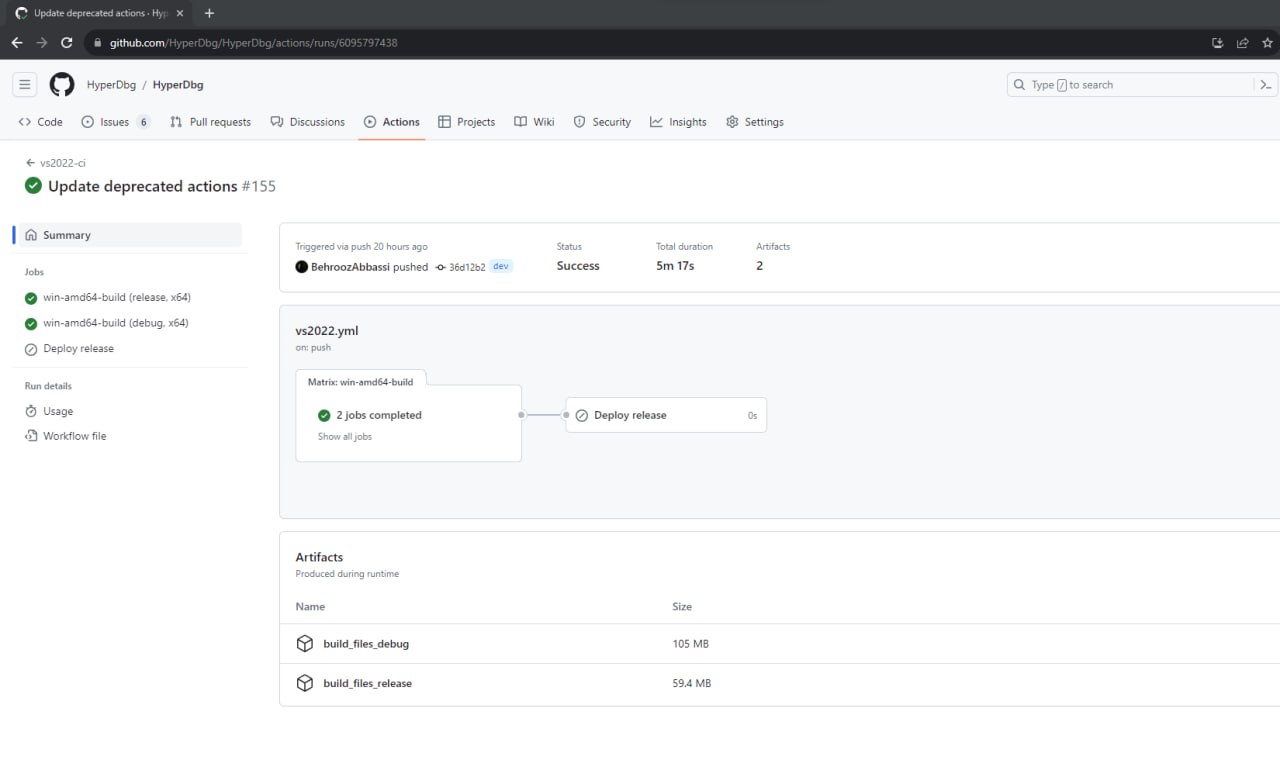 Update deprecated actions · Hyp
github.com/HyperDbg/HyperDbg/actions/runs/6095797438
HyperDbg / HyperDbg
Type / to search
Code Issues 6 Pull requests Discussions Actions Projects Wiki Security Insights Settings
vs2022-ci
Update deprecated actions #155
Summary
Jobs
win-amd64-build (release, x64)
win-amd64-build (debug, x64)
Deploy release
Run details
Usage
Workflow file
Triggered via push 20 hours ago
BehroozAbbassi pushed 36d12b2 dev
Status
Success
Total duration
5m 17s
Artifacts
2
vs2022.yml
on: push
Matrix: win-amd64-build
2 jobs completed
Show all jobs
Deploy release 0s
Artifacts
Produced during runtime
Name Size
build_files_debug 105 MB
build_files_release 59.4 MB